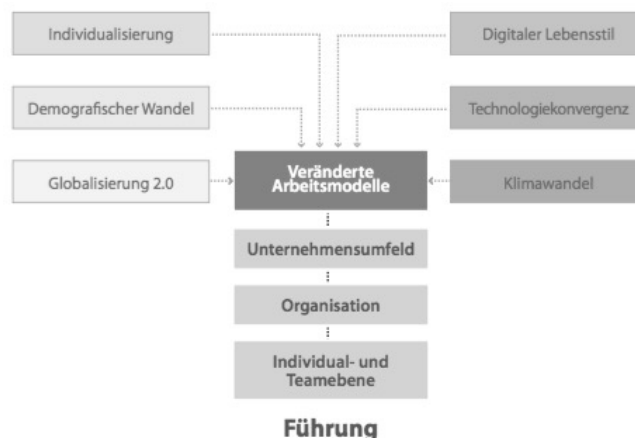 Individualisierung
Digitaler Lebensstil
Demografischer Wandel
Technologiekonvergenz
Globalisierung 2.0
Veränderte
Arbeitsmodelle
Klimawandel
Unternehmensumfeld
Organisation
Individual- und
Teamebene
Führung